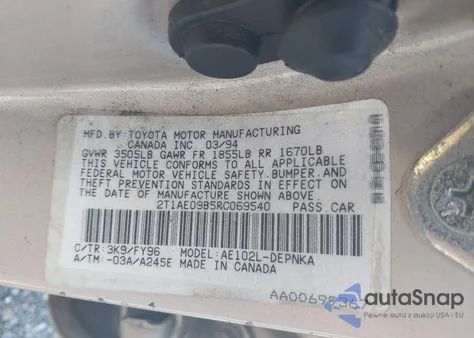 MFD. BY: TOYOTA MOTOR MANUFACTURING
CANADA INC. 03/94
GVWR 3505LB GAWR FR 1855LB RR 1670LB
THIS VEHICLE CONFORMS TO ALL APPLICABLE
FEDERAL MOTOR VEHICLE SAFETY, BUMPER, AND
THEFT PREVENTION STANDARDS IN EFFECT ON
THE DATE OF MANUFACTURE SHOWN ABOVE.
2T1AE09B5RC069540 PASS. CAR
C/TR: 3K9/FY96 MODEL: AE102L-DEPNKA
A/TM: -03A/A245E MADE IN CANADA
autoSnap
Pewne auto z aukcji w USA i EU